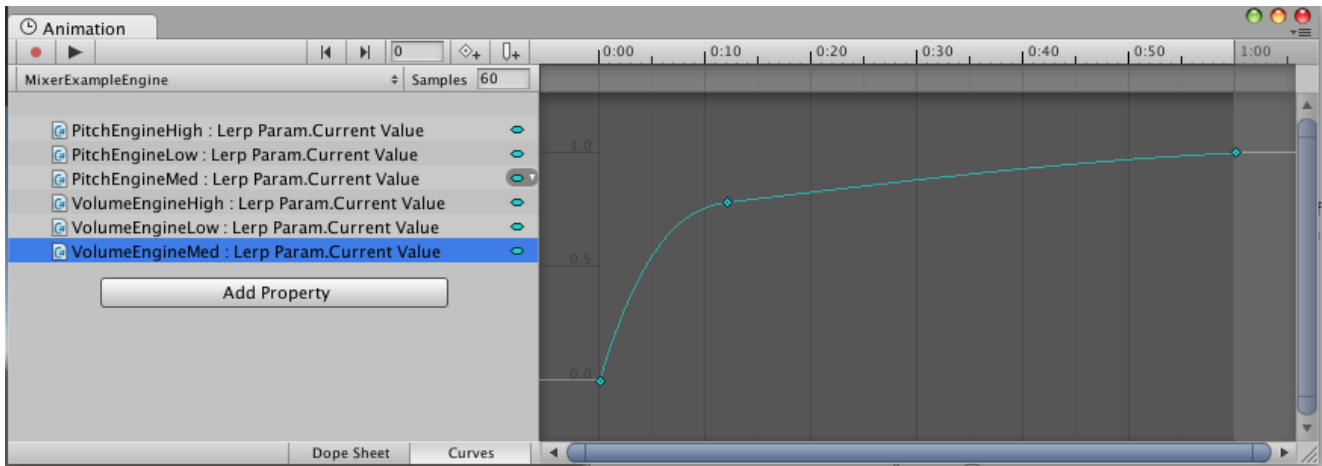 Animation
0
0:00 0:10 0:20 0:30 0:40 0:50 1:00
MixerExampleEngine Samples 60
PitchEngineHigh : Lerp Param.Current Value
PitchEngineLow : Lerp Param.Current Value
1.0
PitchEngineMed : Lerp Param.Current Value
VolumeEngineHigh : Lerp Param.Current Value
VolumeEngineLow : Lerp Param.Current Value
VolumeEngineMed : Lerp Param.Current Value
0.5
Add Property
0.0
Dope Sheet Curves